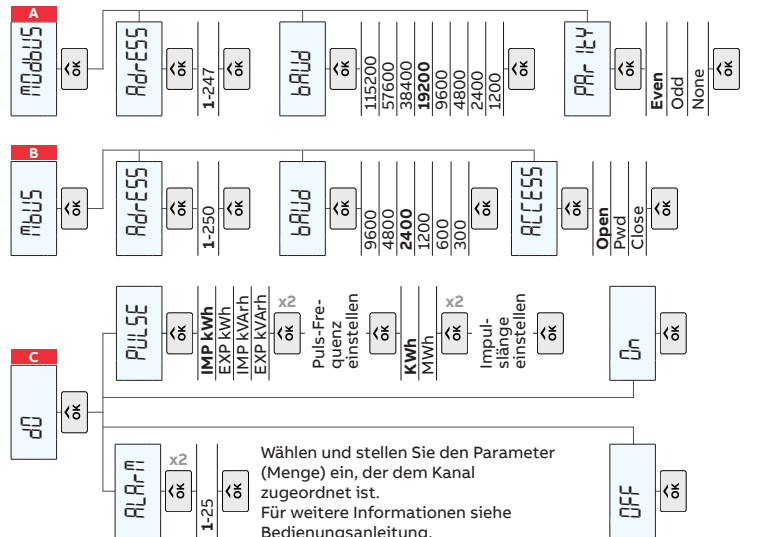 A
MOdbUS
OK
AdrESS
OK
1-247
OK
bAUd
OK
115200
57600
38400
19200
9600
4800
2400
1200
OK
PAr ItY
OK
Even
Odd
None
OK
B
MbUS
OK
AdrESS
OK
1-250
OK
bAUd
OK
9600
4800
2400
1200
600
300
OK
ACCESS
OK
Open
Pwd
Close
OK
C
dO
OK
PULSE
OK
IMP kWh
EXP kWh
IMP kVArh
EXP kVArh
x2
OK
Puls-Fre-
quenz
einstellen
OK
KWh
MWh
x2
OK
Impul-
slänge
einstellen
OK
On
OK
ALArM
x2
OK
1-25
OK
Wählen und stellen Sie den Parameter
(Menge) ein, der dem Kanal
zugeordnet ist.
Für weitere Informationen siehe
Bedienungsanleitung.
OFF
OK